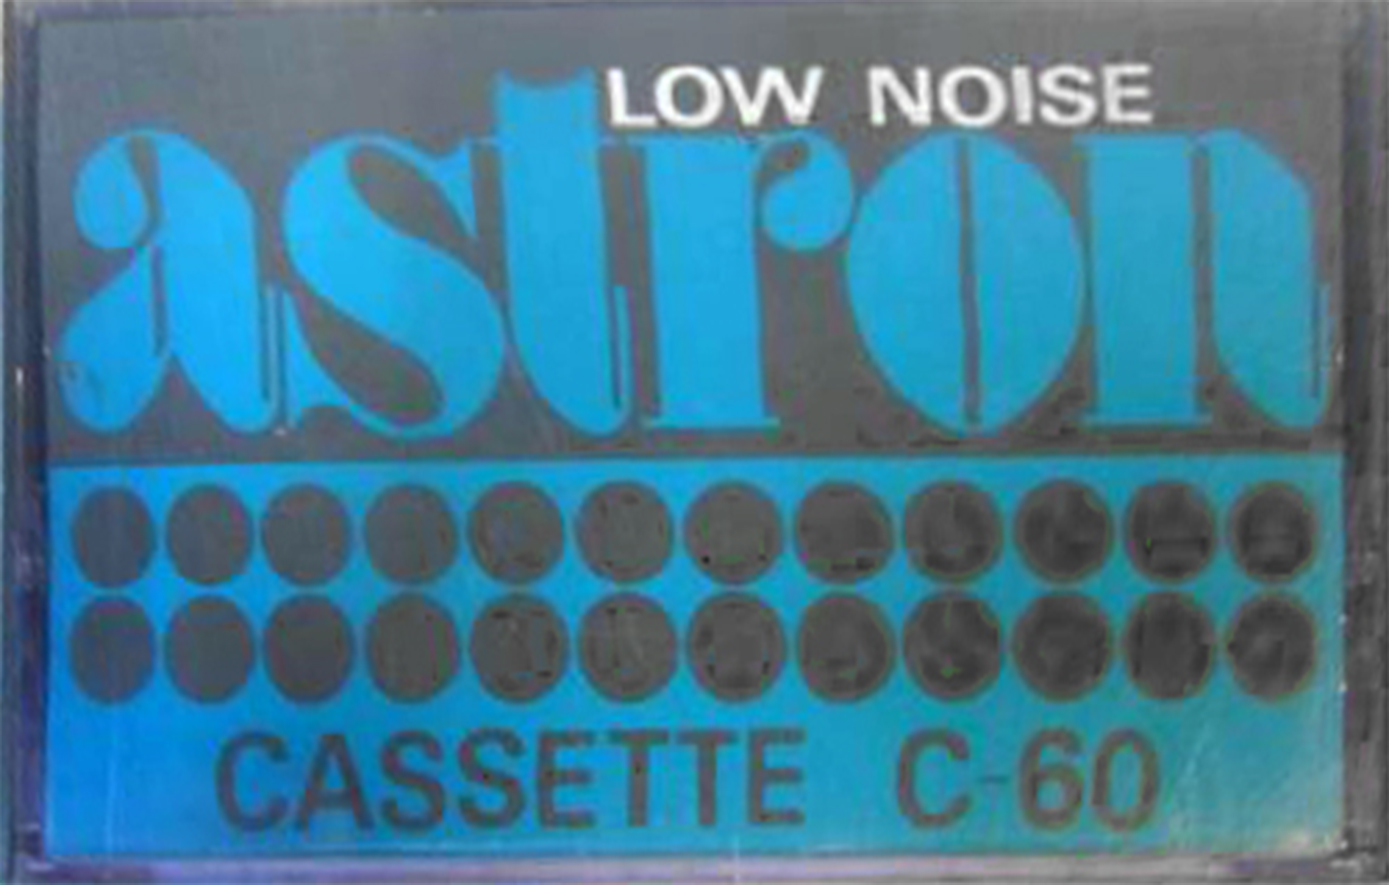 LOW NOISE
astron
CASSETTE C-60